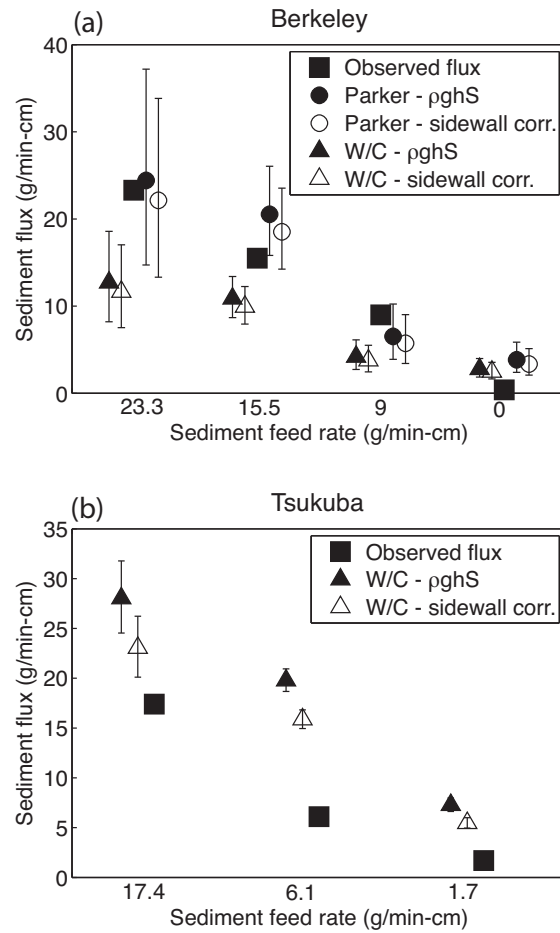 (a)
Berkeley
40
30
20
10
0
Sediment flux (g/min-cm)
Observed flux
Parker - ρghS
Parker - sidewall corr.
W/C - ρghS
W/C - sidewall corr.
23.3
15.5
9
0
Sediment feed rate (g/min-cm)
(b)
Tsukuba
35
30
25
20
15
10
5
0
Sediment flux (g/min-cm)
Observed flux
W/C - ρghS
W/C - sidewall corr.
17.4
6.1
1.7
Sediment feed rate (g/min-cm)